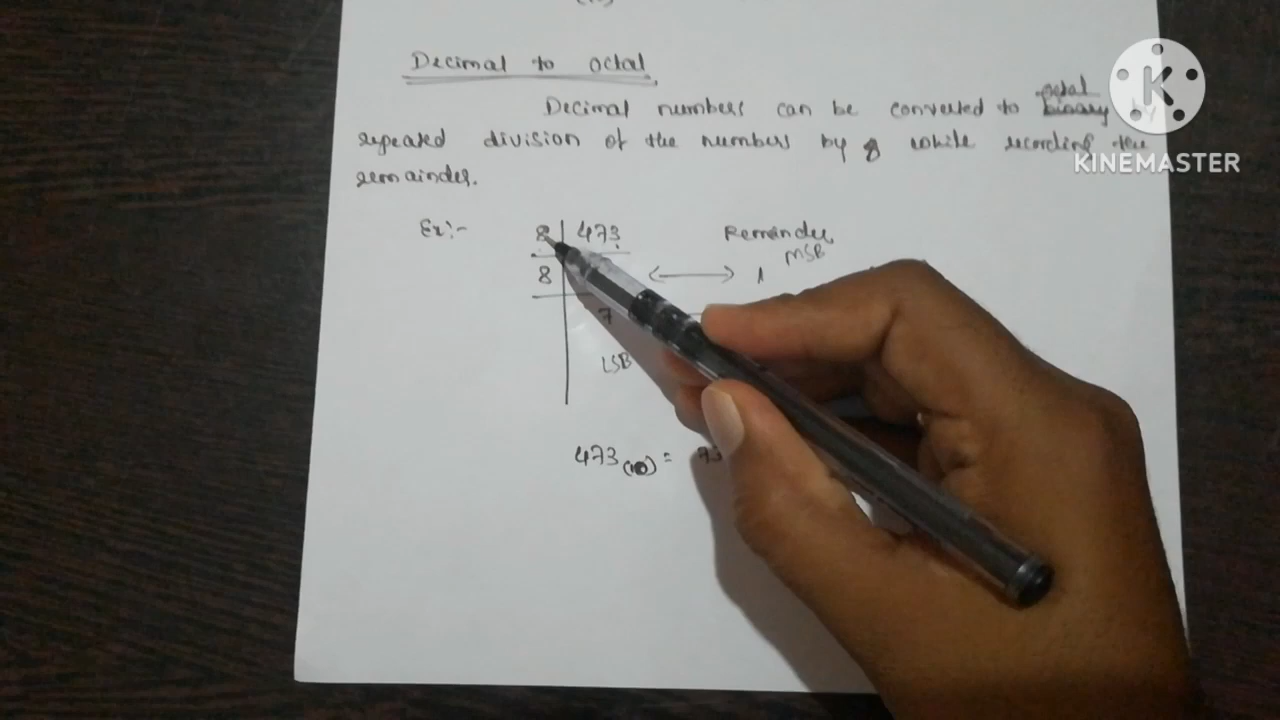 Decimal to octal
Decimal numbers can be converted to octal
repeated division of the numbers by 8 while recording the
remainder.
Ex:- 8 473 Remainder
MSB
8 1
7
LSB
473(10) = 73
KINEMASTER